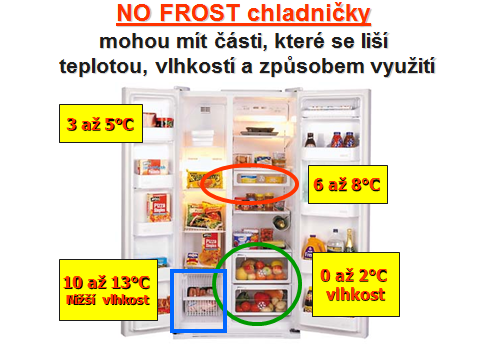 NO FROST chladničky
mohou mít části, které se liší
teplotou, vlhkostí a způsobem využití
3 až 5°C
6 až 8°C
10 až 13°C
Nižší vlhkost
0 až 2°C
vlhkost